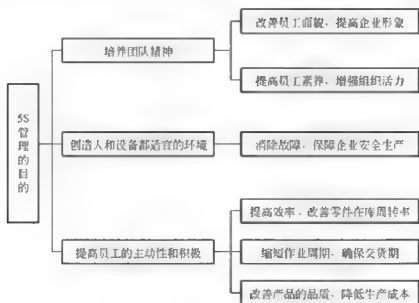 5S
管
理
的
目
的
培养团队精神
创造人和设备都适宜的环境
提高员工的主动性和积极
改善员工面貌，提高企业形象
提高员工素养，增强组织活力
消除故障，保障企业安全生产
提高效率、改善零件在库周转率
缩短作业周期，确保交货期
改善产品的品质，降低生产成本